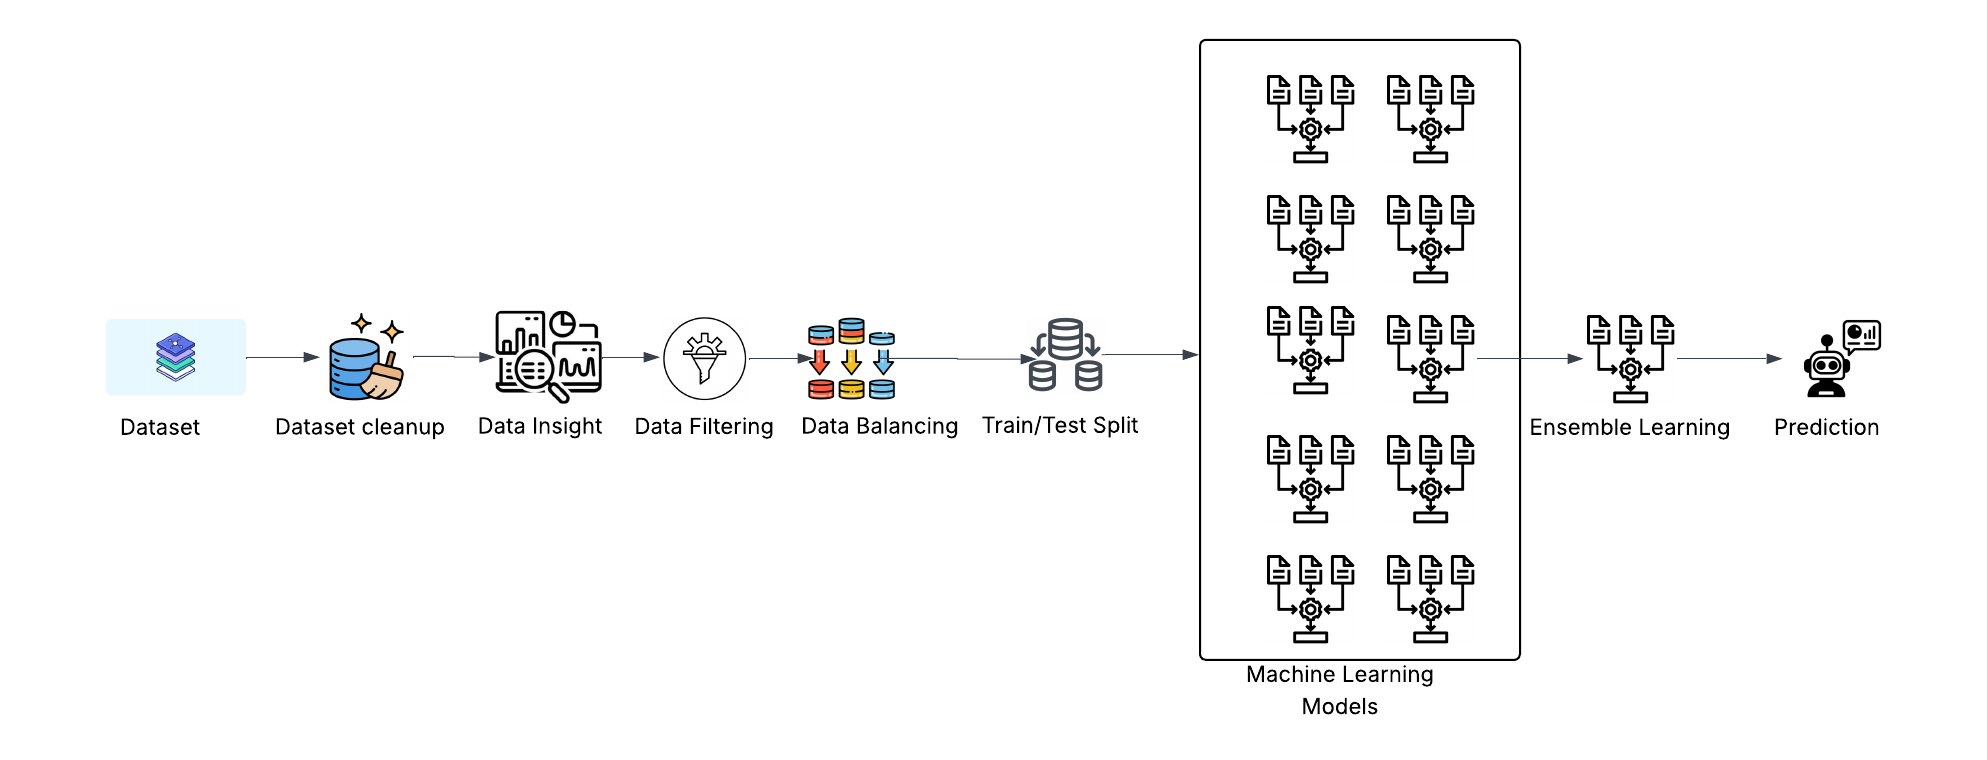 Dataset
Dataset cleanup
Data Insight
Data Filtering
Data Balancing
Train/Test Split
Machine Learning
Models
Ensemble Learning
Prediction